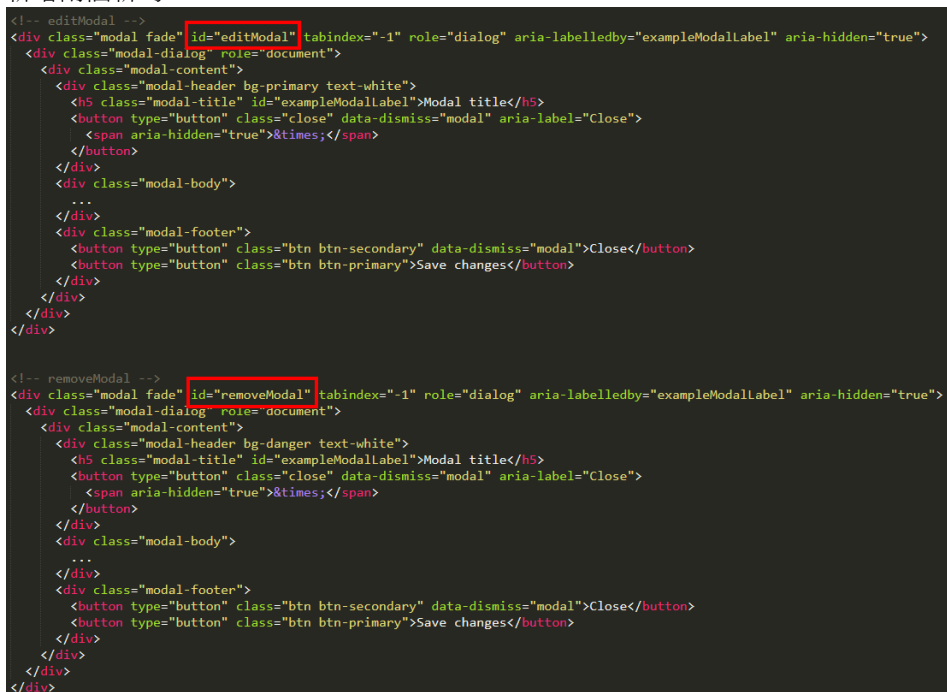 <!-- editModal -->
<div class="modal fade" id="editModal" tabindex="-1" role="dialog" aria-labelledby="exampleModalLabel" aria-hidden="true">
<div class="modal-dialog" role="document">
<div class="modal-content">
<div class="modal-header bg-primary text-white">
<h5 class="modal-title" id="exampleModalLabel">Modal title</h5>
<button type="button" class="close" data-dismiss="modal" aria-label="Close">
<span aria-hidden="true">&times;</span>
</button>
</div>
<div class="modal-body">
...
</div>
<div class="modal-footer">
<button type="button" class="btn btn-secondary" data-dismiss="modal">Close</button>
<button type="button" class="btn btn-primary">Save changes</button>
</div>
</div>
</div>
</div>
<!-- removeModal -->
<div class="modal fade" id="removeModal" tabindex="-1" role="dialog" aria-labelledby="exampleModalLabel" aria-hidden="true">
<div class="modal-dialog" role="document">
<div class="modal-content">
<div class="modal-header bg-danger text-white">
<h5 class="modal-title" id="exampleModalLabel">Modal title</h5>
<button type="button" class="close" data-dismiss="modal" aria-label="Close">
<span aria-hidden="true">&times;</span>
</button>
</div>
<div class="modal-body">
...
</div>
<div class="modal-footer">
<button type="button" class="btn btn-secondary" data-dismiss="modal">Close</button>
<button type="button" class="btn btn-primary">Save changes</button>
</div>
</div>
</div>
</div>